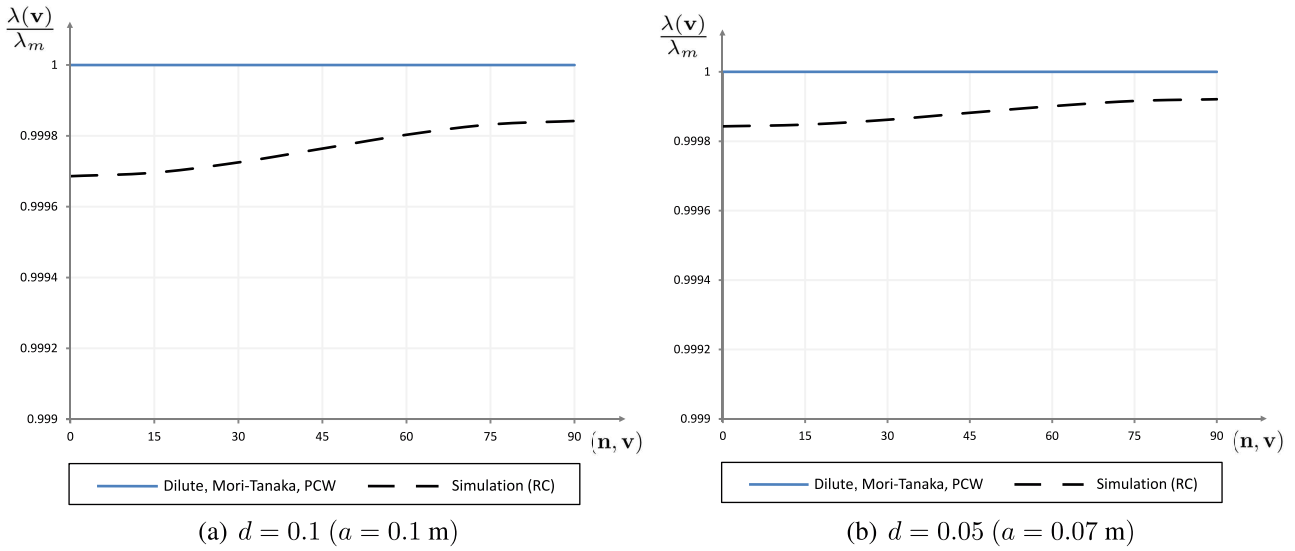 λ(v)
λm
1
0.9998
0.9996
0.9994
0.9992
0.999
0 15 30 45 60 75 90 (n, v)
Dilute, Mori-Tanaka, PCW Simulation (RC)
(a) d = 0.1 (a = 0.1 m)
λ(v)
λm
1
0.9998
0.9996
0.9994
0.9992
0.999
0 15 30 45 60 75 90 (n, v)
Dilute, Mori-Tanaka, PCW Simulation (RC)
(b) d = 0.05 (a = 0.07 m)